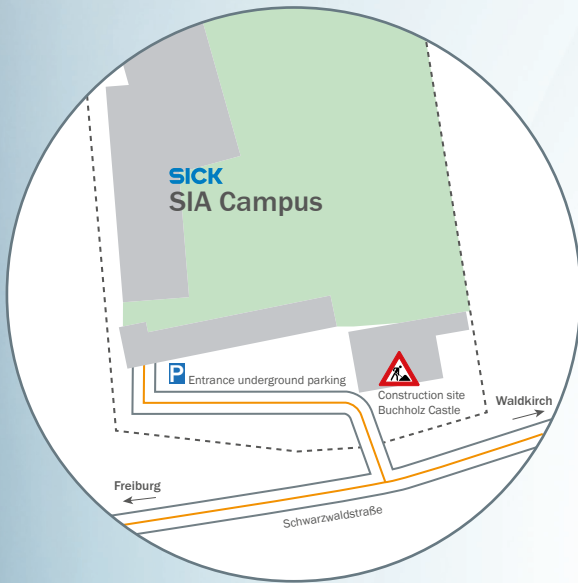 SICK
SIA Campus
P Entrance underground parking
Construction site
Buchholz Castle
Waldkirch
Freiburg
Schwarzwaldstraße